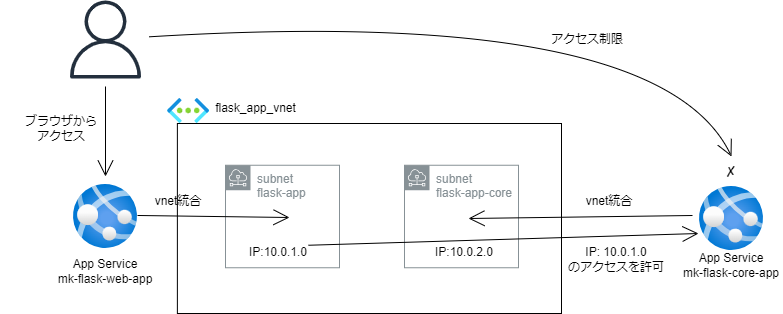 アクセス制限
ブラウザから
アクセス
flask_app_vnet
subnet
flask-app
subnet
flask-app-core
✗
vnet統合
vnet統合
IP:10.0.1.0
IP:10.0.2.0
IP: 10.0.1.0
のアクセスを許可
App Service
mk-flask-web-app
App Service
mk-flask-core-app